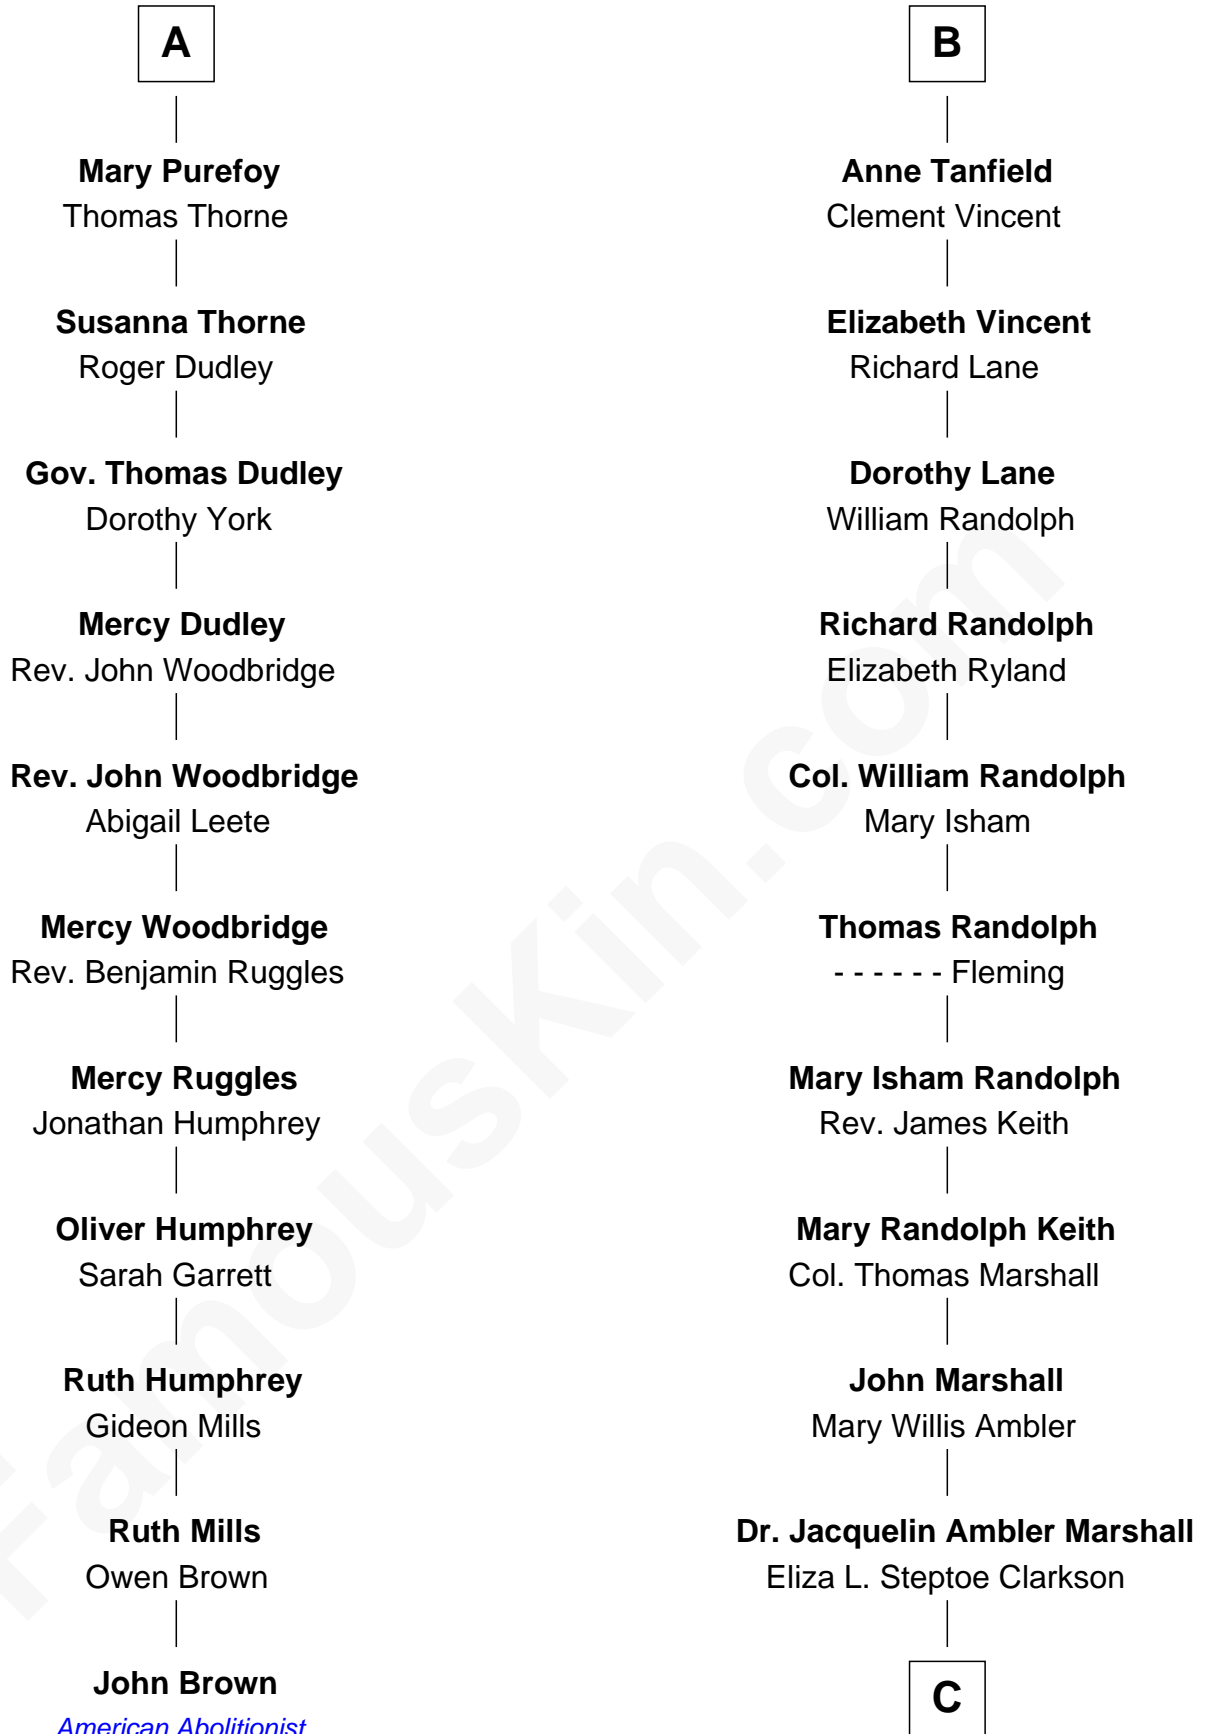 A
Mary Purefoy
Thomas Thorne
Susanna Thorne
Roger Dudley
Gov. Thomas Dudley
Dorothy York
Mercy Dudley
Rev. John Woodbridge
Rev. John Woodbridge
Abigail Leete
Mercy Woodbridge
Rev. Benjamin Ruggles
Mercy Ruggles
Jonathan Humphrey
Oliver Humphrey
Sarah Garrett
Ruth Humphrey
Gideon Mills
Ruth Mills
Owen Brown
John Brown
American Abolitionist
B
Anne Tanfield
Clement Vincent
Elizabeth Vincent
Richard Lane
Dorothy Lane
William Randolph
Richard Randolph
Elizabeth Ryland
Col. William Randolph
Mary Isham
Thomas Randolph
- - - - - - Fleming
Mary Isham Randolph
Rev. James Keith
Mary Randolph Keith
Col. Thomas Marshall
John Marshall
Mary Willis Ambler
Dr. Jacquelin Ambler Marshall
Eliza L. Steptoe Clarkson
C
FamousKin.com